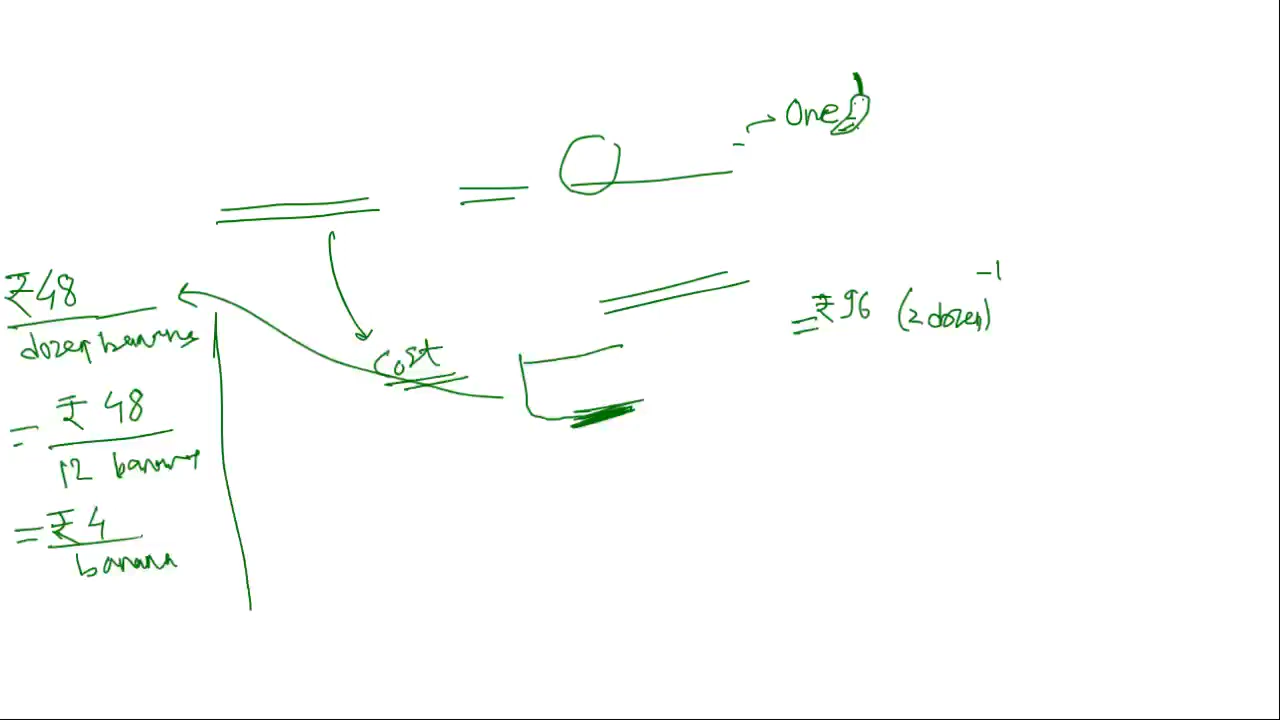 One
₹48
dozen bananas
= ₹ 48
12 bananas
= ₹ 4
banana
cost
= ₹ 96 (2 dozen)⁻¹